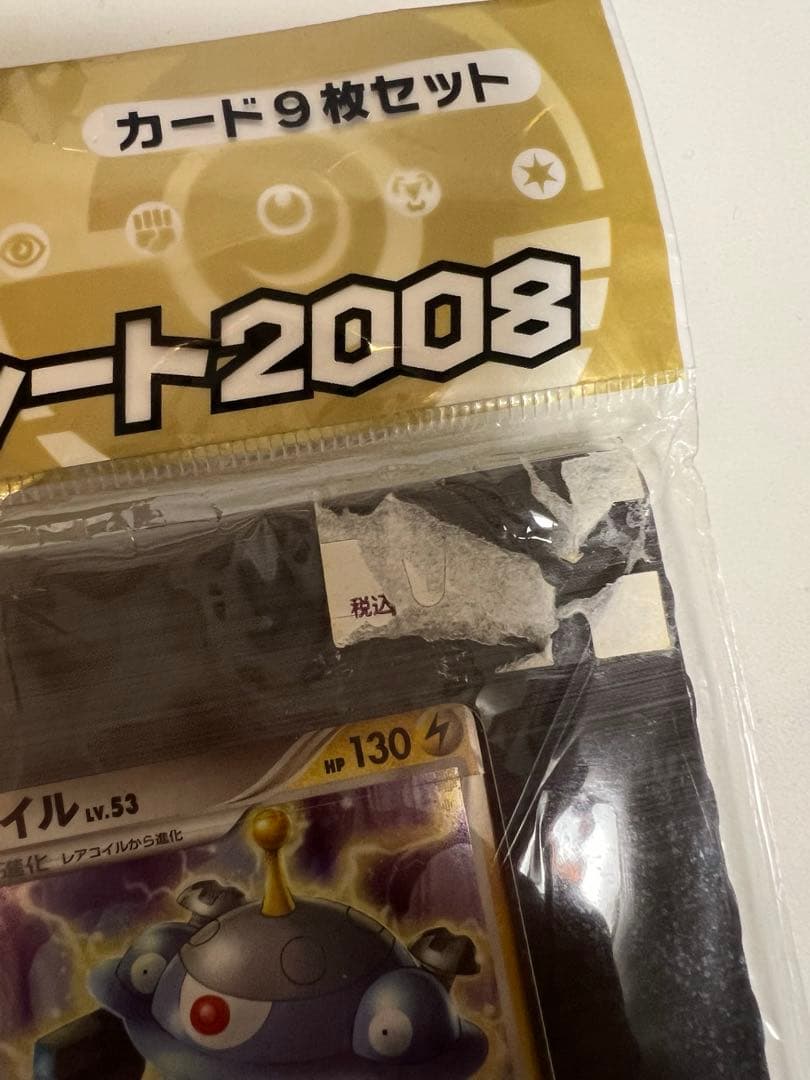 カード9枚セット
ート2008
税込
HP 130
イル LV.53
進化 レアコイルから進化